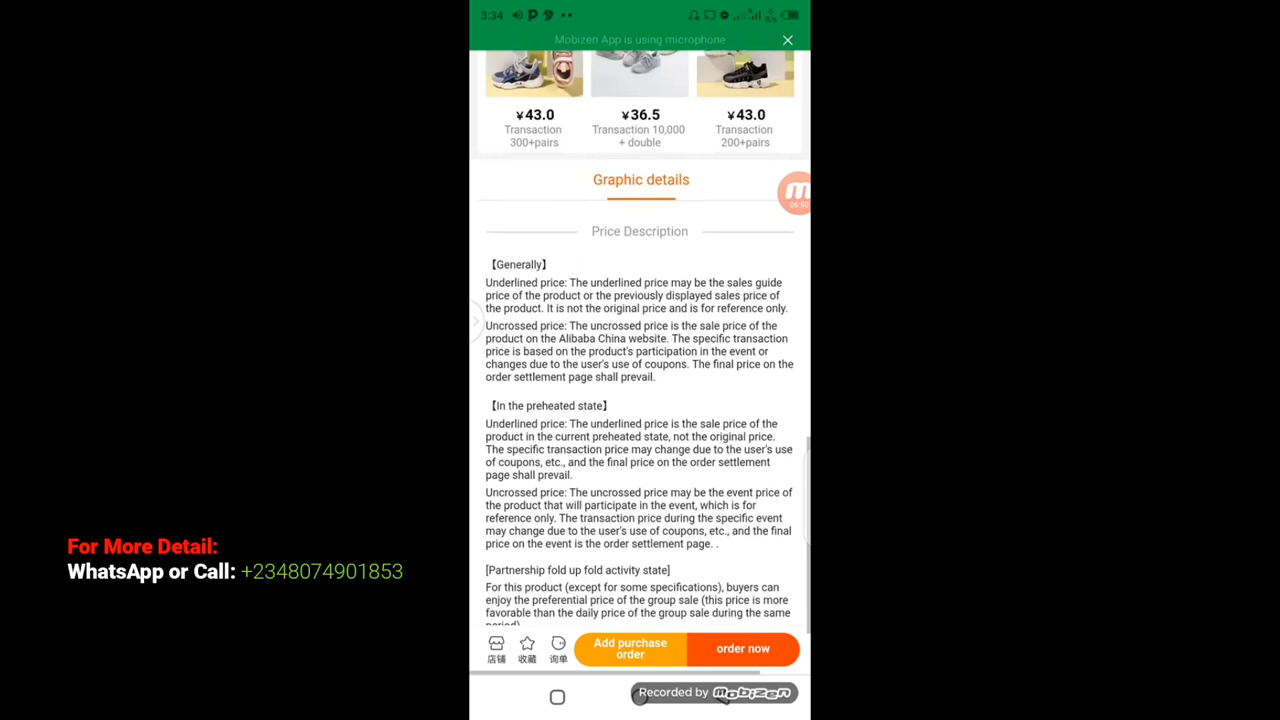 3:34
0
B/s
Mobizen App is using microphone
¥43.0
¥36.5
¥43.0
Transaction
300+pairs
Transaction 10,000
+ double
Transaction
200+pairs
Graphic details
06:50
Price Description
【Generally】
Underlined price: The underlined price may be the sales guide
price of the product or the previously displayed sales price of
the product. It is not the original price and is for reference only.
Uncrossed price: The uncrossed price is the sale price of the
product on the Alibaba China website. The specific transaction
price is based on the product's participation in the event or
changes due to the user's use of coupons. The final price on the
order settlement page shall prevail.
【In the preheated state】
Underlined price: The underlined price is the sale price of the
product in the current preheated state, not the original price.
The specific transaction price may change due to the user's use
of coupons, etc., and the final price on the order settlement
page shall prevail.
Uncrossed price: The uncrossed price may be the event price of
the product that will participate in the event, which is for
reference only. The transaction price during the specific event
may change due to the user's use of coupons, etc., and the final
price on the event is the order settlement page. .
[Partnership fold up fold activity state]
For this product (except for some specifications), buyers can
enjoy the preferential price of the group sale (this price is more
favorable than the daily price of the group sale during the same
period)
For More Detail:
WhatsApp or Call: +2348074901853
店铺
收藏
询单
Add purchase
order
order now
Recorded by Mobizen